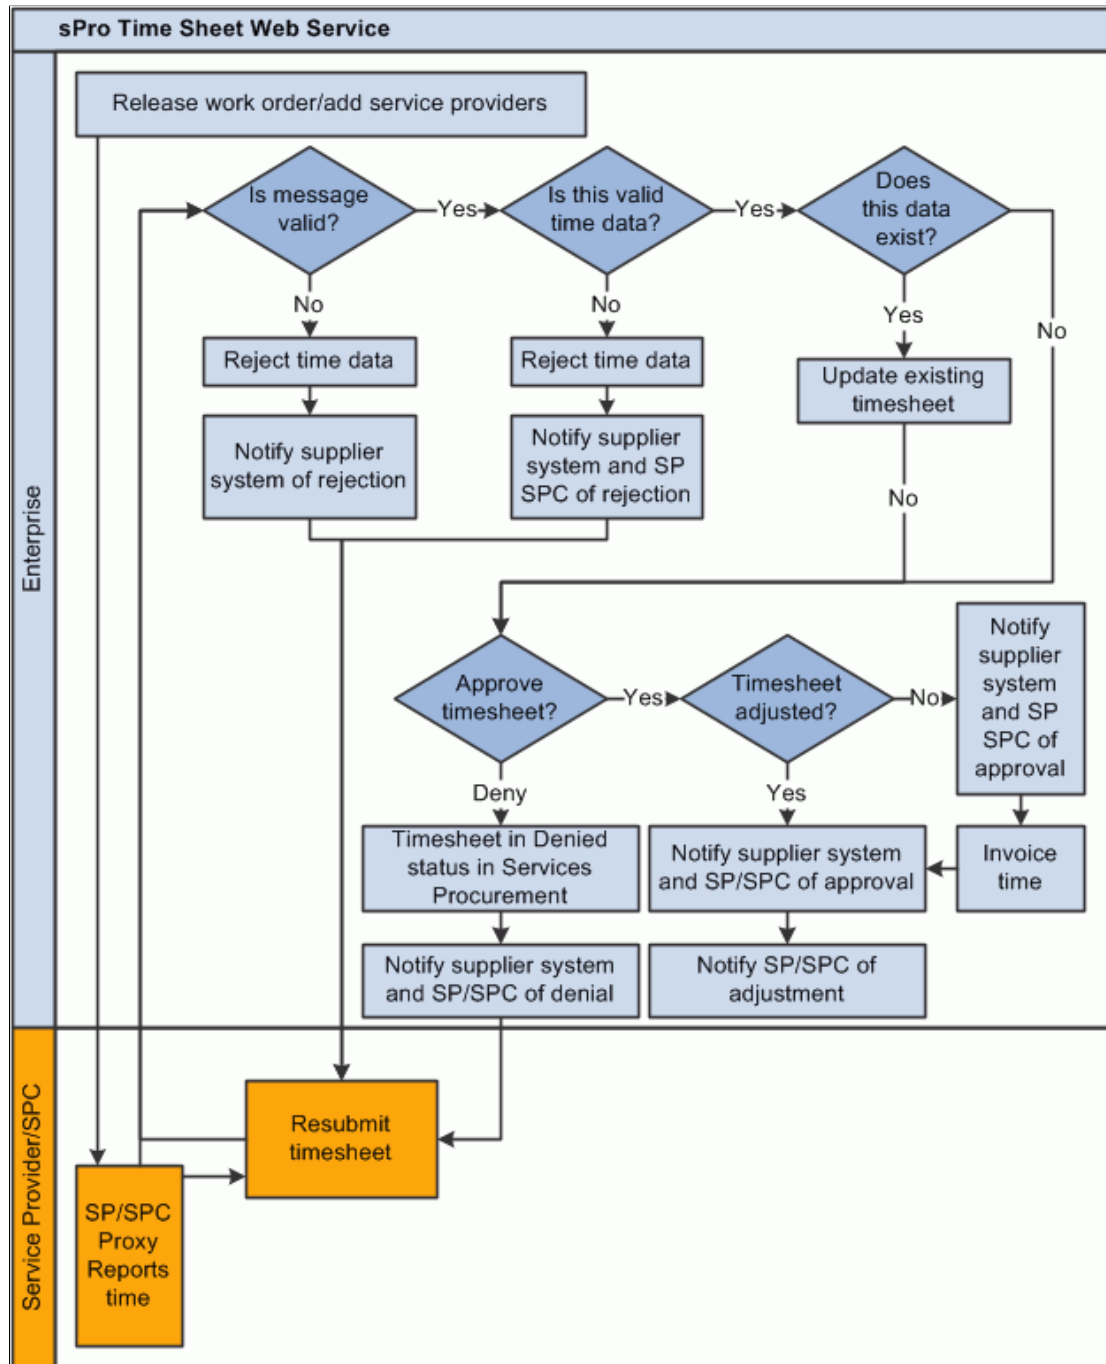 sPro Time Sheet Web Service
Enterprise
Release work order/add service providers
Is message
valid?
Yes
Is this valid
time data?
Yes
Does
this data
exist?
No
No
Yes
No
Reject time data
Reject time data
Update existing
timesheet
Notify supplier
system of rejection
Notify supplier
system and SP
SPC of rejection
No
Approve
timesheet?
Yes
Timesheet
adjusted?
No
Notify
supplier
system
and SP
SPC of
approval
Deny
Yes
Timesheet in Denied
status in Services
Procurement
Notify supplier system
and SP/SPC of approval
Invoice
time
Notify supplier system
and SP/SPC of denial
Notify SP/SPC of
adjustment
Service Provider/SPC
Resubmit
timesheet
SP/SPC
Proxy
Reports
time